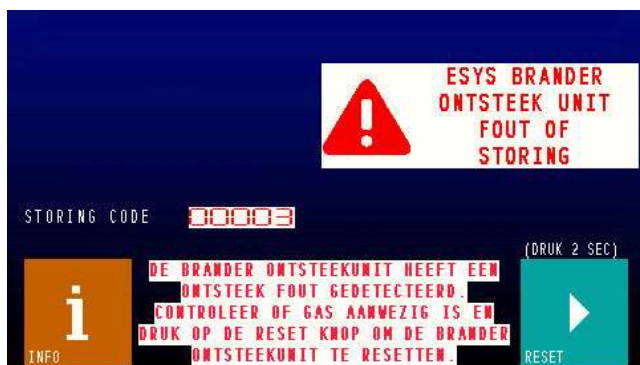 ESYS BRANDER
ONTSTEEK UNIT
FOUT OF
STORING
STORING CODE 00003
(DRUK 2 SEC)
DE BRANDER ONTSTEEKUNIT HEEFT EEN
ONTSTEEK FOUT GEDETECTEERD.
CONTROLEER OF GAS AANWEZIG IS EN
DRUK OP DE RESET KNOP OM DE BRANDER
ONTSTEEKUNIT TE RESETTEN.
i
INFO
RESET